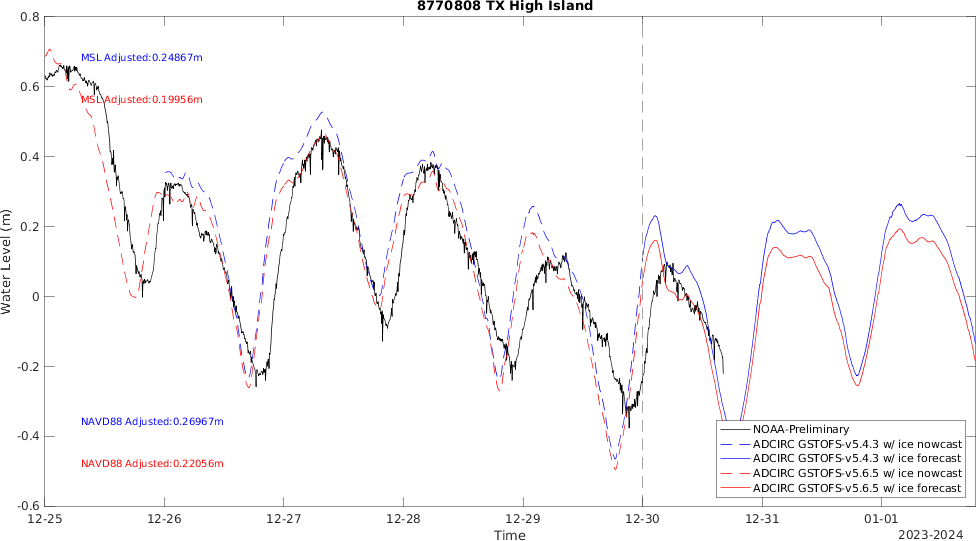 8770808 TX High Island
0.8
0.6
0.4
0.2
0
-0.2
-0.4
-0.6
Water Level (m)
MSL Adjusted:0.24867m
MSL Adjusted:0.19956m
NAVD88 Adjusted:0.26967m
NAVD88 Adjusted:0.22056m
NOAA-Preliminary
ADCIRC GSTOFS-v5.4.3 w/ ice nowcast
ADCIRC GSTOFS-v5.4.3 w/ ice forecast
ADCIRC GSTOFS-v5.6.5 w/ ice nowcast
ADCIRC GSTOFS-v5.6.5 w/ ice forecast
12-25 12-26 12-27 12-28 12-29 12-30 12-31 01-01
Time
2023-2024